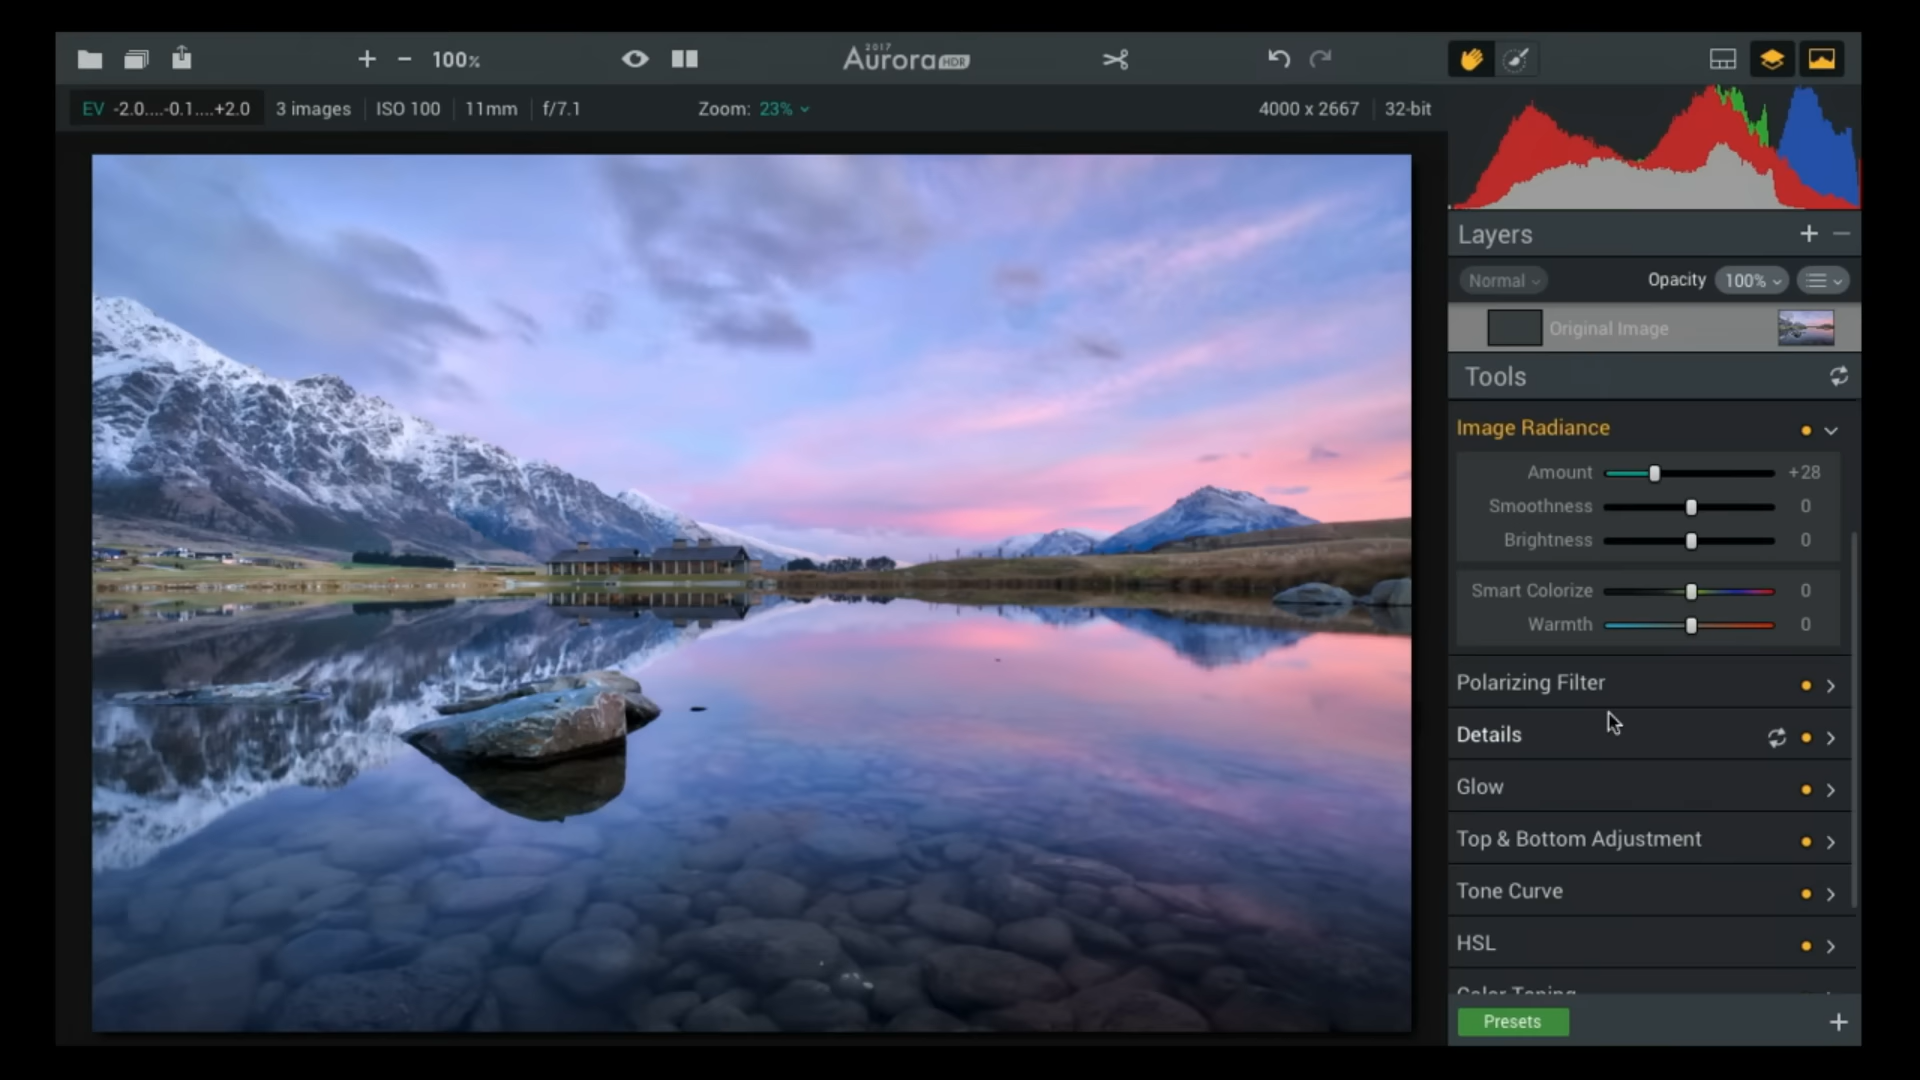 100%
2017
Aurora HDR
EV -2.0....-0.1....+2.0 3 images ISO 100 11mm f/7.1 Zoom: 23% 4000 x 2667 32-bit
Layers
Normal Opacity 100%
Original Image
Tools
Image Radiance
Amount +28
Smoothness 0
Brightness 0
Smart Colorize 0
Warmth 0
Polarizing Filter
Details
Glow
Top & Bottom Adjustment
Tone Curve
HSL
Color Toning
Presets